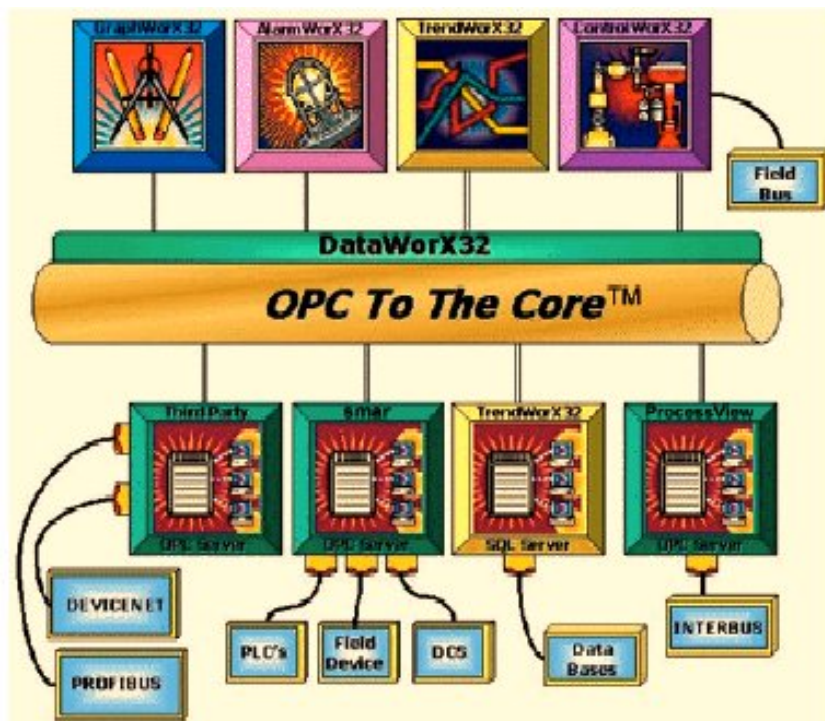 GraphWorX32
AlarmWorX32
TrendWorX32
ControlWorX32
Field
Bus
DataWorX32
OPC To The Core™
Third Party
OPC Server
smar
OPC Server
TrendWorX32
SQL Server
ProcessView
OPC Server
DEVICENET
PROFIBUS
PLC's
Field
Device
DCS
Data
Bases
INTERBUS